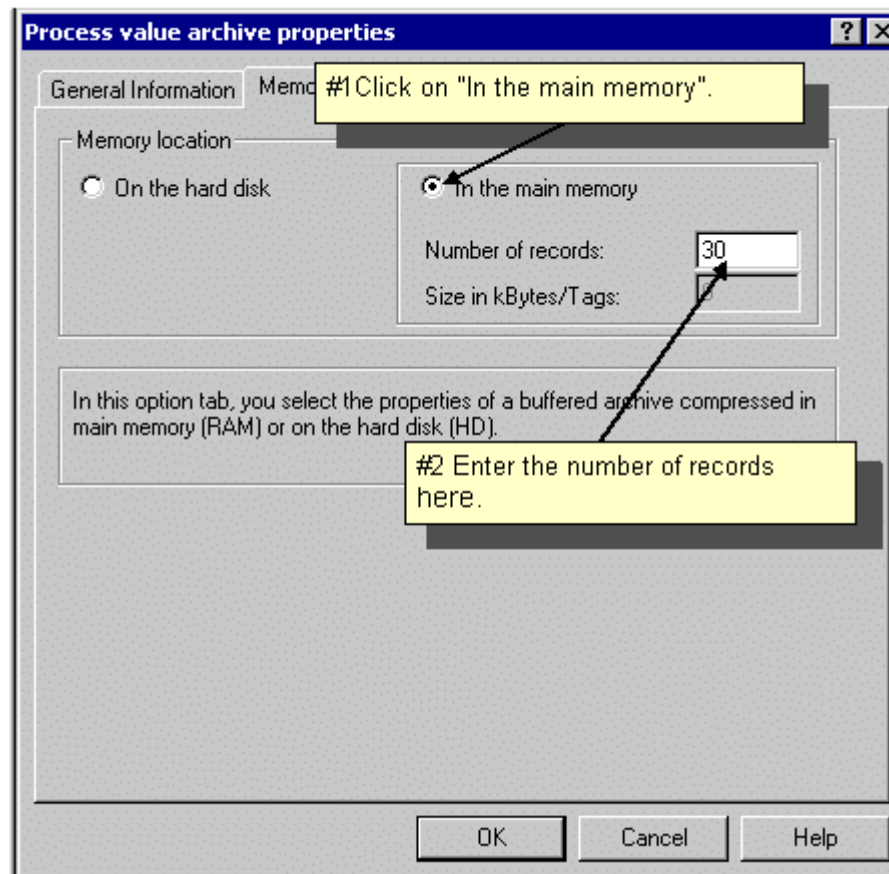 Process value archive properties
General Information
#1Click on "In the main memory".
Memory location
On the hard disk
In the main memory
Number of records: 30
Size in kBytes/Tags:
In this option tab, you select the properties of a buffered archive compressed in
main memory (RAM) or on the hard disk (HD).
#2 Enter the number of records
here.
OK Cancel Help